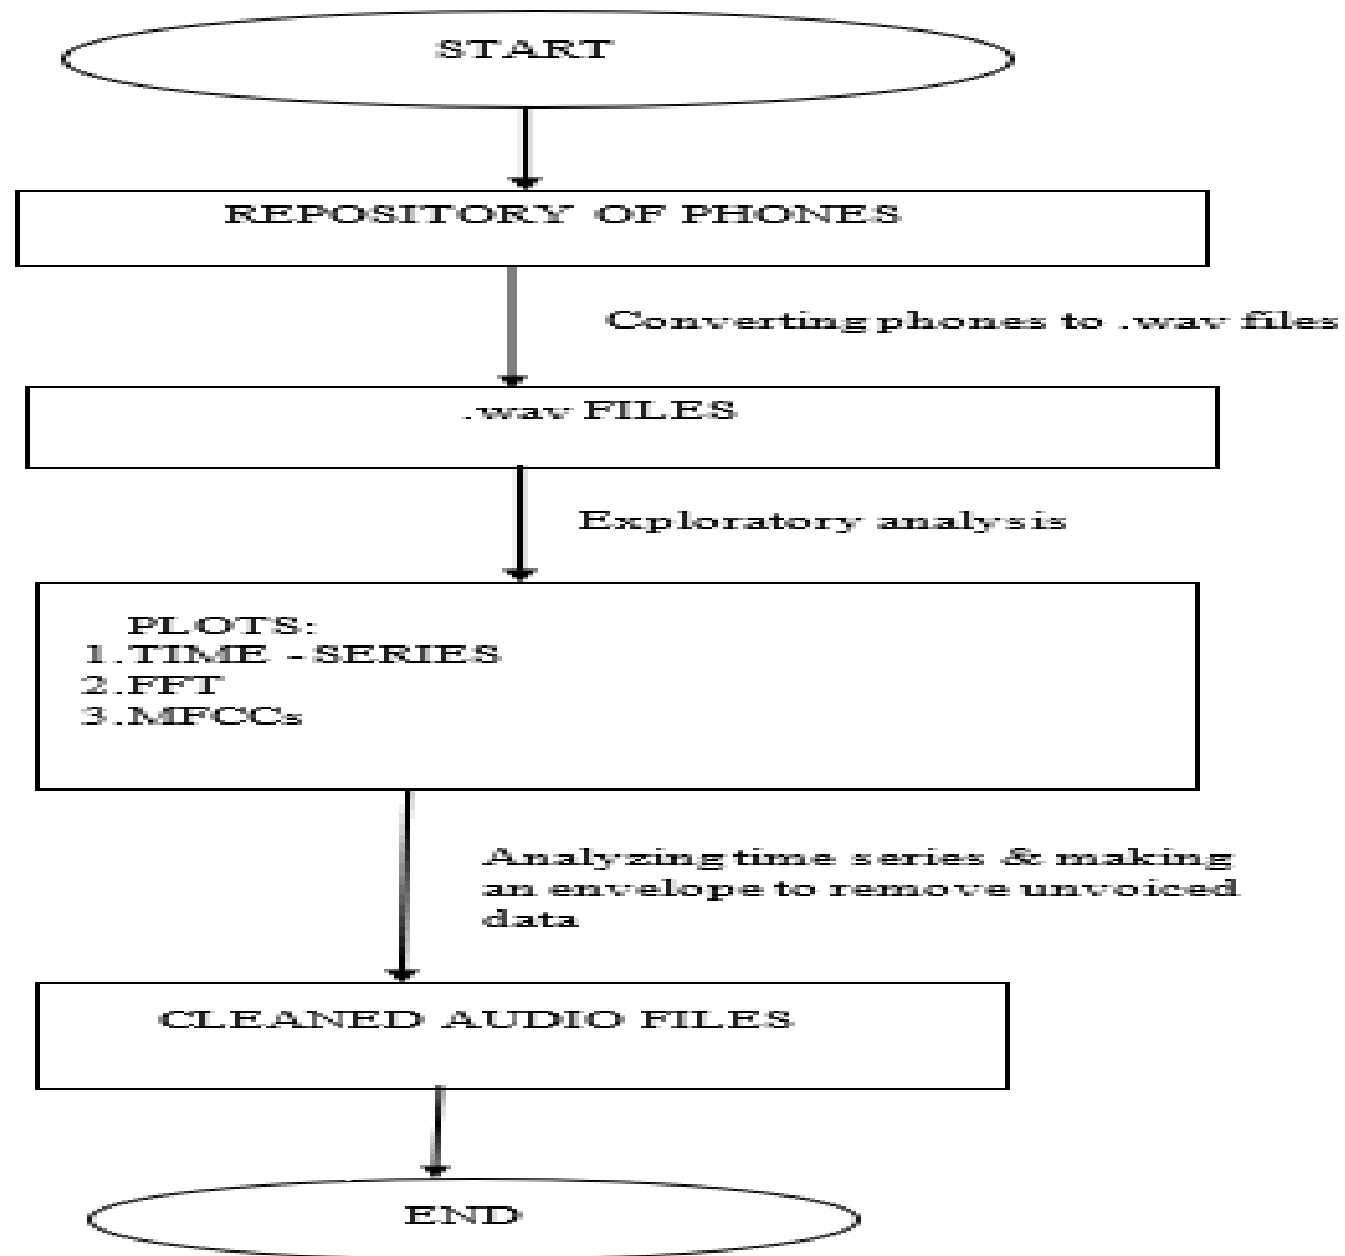 START
REPOSITORY OF PHONES
Converting phones to .wav files
.wav FILES
Exploratory analysis
PLOTS:
1.TIME -SERIES
2.FFT
3.MFCCs
Analyzing time series & making
an envelope to remove unvoiced
data
CLEANED AUDIO FILES
END